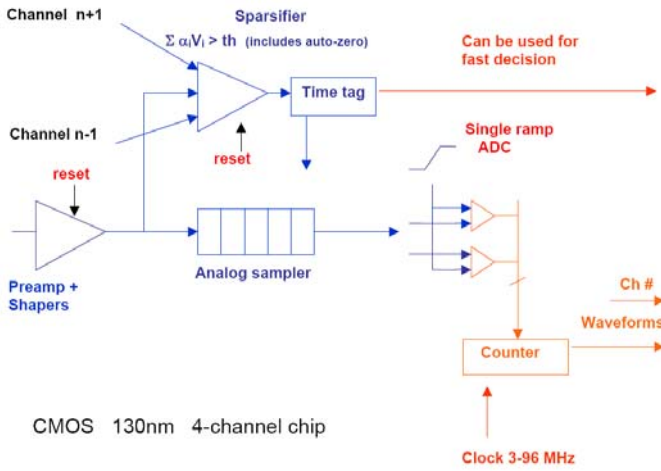 Channel n+1
Sparsifier
Σ αᵢVᵢ > th (includes auto-zero)
Can be used for
fast decision
Time tag
Channel n-1
reset
reset
Single ramp
ADC
Analog sampler
Preamp +
Shapers
Ch #
Waveforms
Counter
CMOS 130nm 4-channel chip
Clock 3-96 MHz